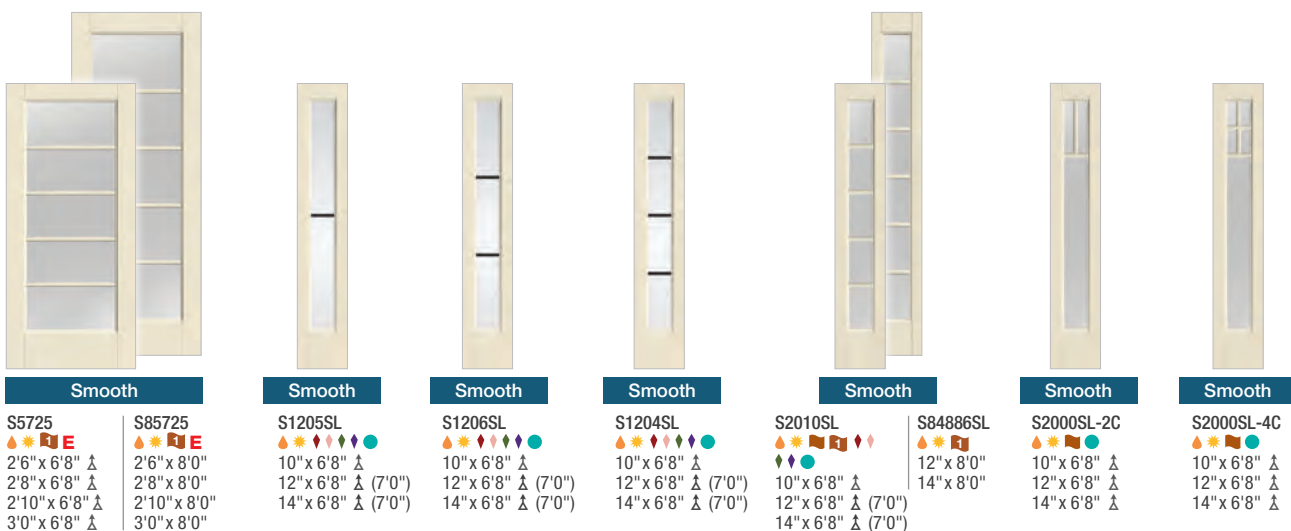 Smooth
S5725
1 E
2'6" x 6'8"
2'8" x 6'8"
2'10" x 6'8"
3'0" x 6'8"
S85725
1 E
2'6" x 8'0"
2'8" x 8'0"
2'10" x 8'0"
3'0" x 8'0"
Smooth
S1205SL
10" x 6'8"
12" x 6'8" (7'0")
14" x 6'8" (7'0")
Smooth
S1206SL
10" x 6'8"
12" x 6'8" (7'0")
14" x 6'8" (7'0")
Smooth
S1204SL
10" x 6'8"
12" x 6'8" (7'0")
14" x 6'8" (7'0")
Smooth
S2010SL
1
10" x 6'8"
12" x 6'8" (7'0")
14" x 6'8" (7'0")
S84886SL
1
12" x 8'0"
14" x 8'0"
Smooth
S2000SL-2C
10" x 6'8"
12" x 6'8"
14" x 6'8"
Smooth
S2000SL-4C
10" x 6'8"
12" x 6'8"
14" x 6'8"